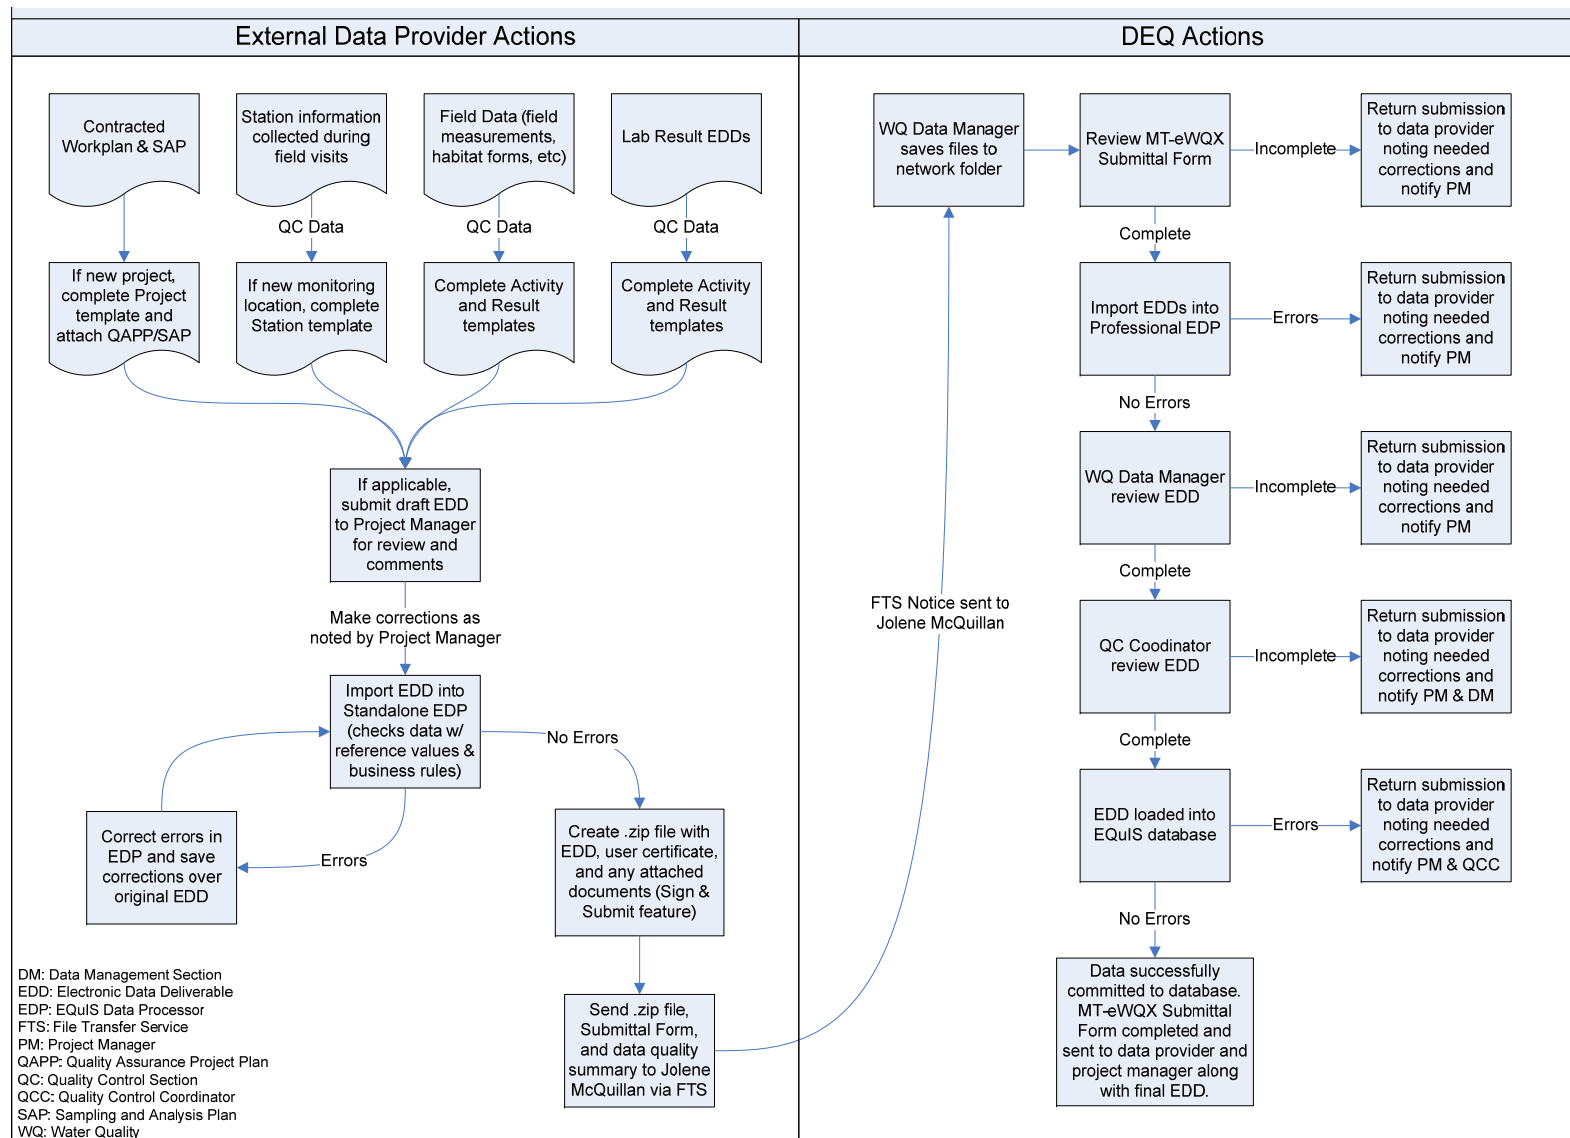 External Data Provider Actions
DEQ Actions
Contracted
Workplan & SAP
Station information
collected during
field visits
Field Data (field
measurements,
habitat forms, etc)
Lab Result EDDs
QC Data
QC Data
QC Data
If new project,
complete Project
template and
attach QAPP/SAP
If new monitoring
location, complete
Station template
Complete Activity
and Result
templates
Complete Activity
and Result
templates
If applicable,
submit draft EDD
to Project Manager
for review and
comments
Make corrections as
noted by Project Manager
Import EDD into
Standalone EDP
(checks data w/
reference values &
business rules)
No Errors
Errors
Correct errors in
EDP and save
corrections over
original EDD
Create .zip file with
EDD, user certificate,
and any attached
documents (Sign &
Submit feature)
Send .zip file,
Submittal Form,
and data quality
summary to Jolene
McQuillan via FTS
DM: Data Management Section
EDD: Electronic Data Deliverable
EDP: EQuIS Data Processor
FTS: File Transfer Service
PM: Project Manager
QAPP: Quality Assurance Project Plan
QC: Quality Control Section
QCC: Quality Control Coordinator
SAP: Sampling and Analysis Plan
WQ: Water Quality
FTS Notice sent to
Jolene McQuillan
WQ Data Manager
saves files to
network folder
Review MT-eWQX
Submittal Form
Incomplete
Return submission
to data provider
noting needed
corrections and
notify PM
Complete
Import EDDs into
Professional EDP
Errors
Return submission
to data provider
noting needed
corrections and
notify PM
No Errors
WQ Data Manager
review EDD
Incomplete
Return submission
to data provider
noting needed
corrections and
notify PM
Complete
QC Coodinator
review EDD
Incomplete
Return submission
to data provider
noting needed
corrections and
notify PM & DM
Complete
EDD loaded into
EQuIS database
Errors
Return submission
to data provider
noting needed
corrections and
notify PM & QCC
No Errors
Data successfully
committed to database.
MT-eWQX Submittal
Form completed and
sent to data provider and
project manager along
with final EDD.